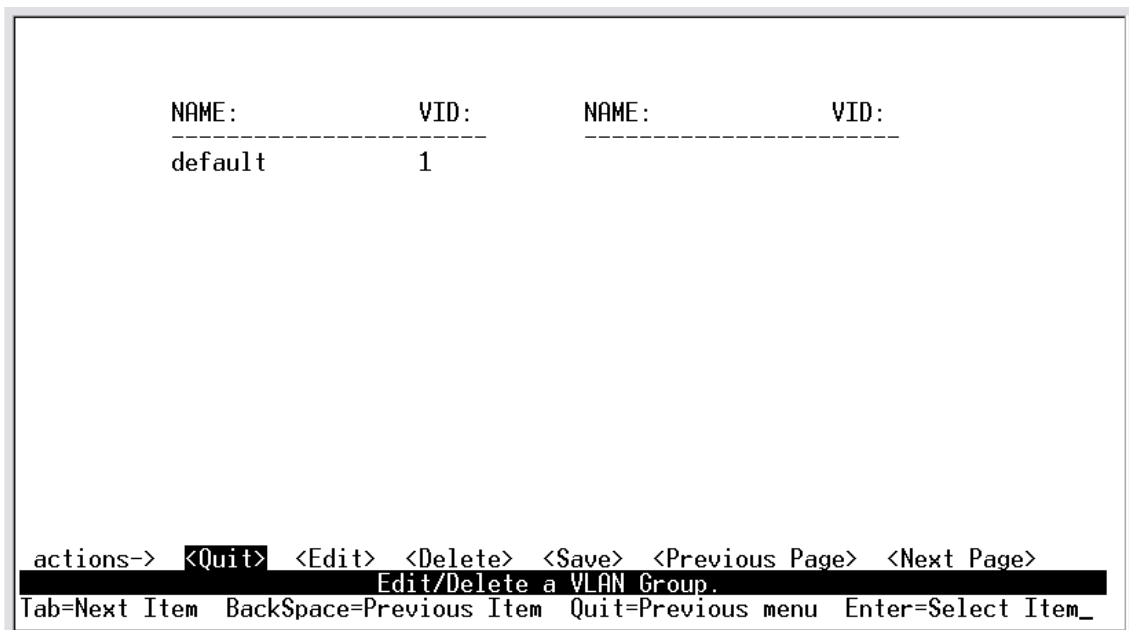 NAME: VID: NAME: VID:
----------------------- -----------------------
default 1
actions-> <Quit> <Edit> <Delete> <Save> <Previous Page> <Next Page>
Edit/Delete a VLAN Group.
Tab=Next Item BackSpace=Previous Item Quit=Previous menu Enter=Select Item_